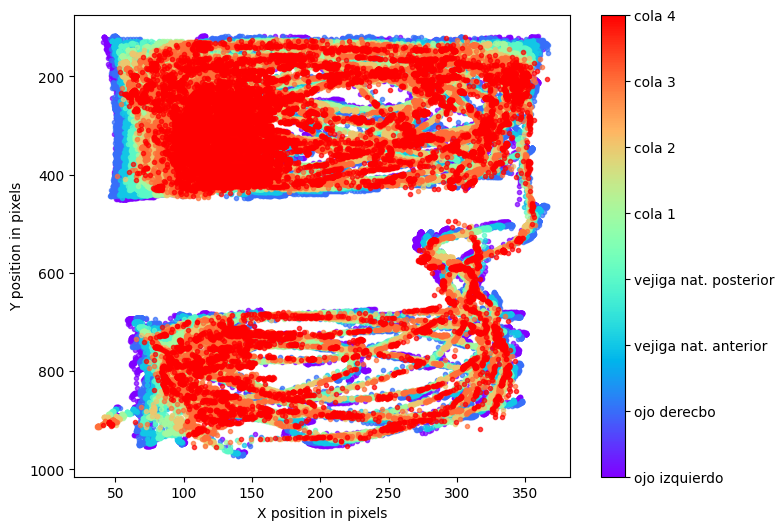 200
400
600
800
1000
Y position in pixels
50
100
150
200
250
300
350
X position in pixels
cola 4
cola 3
cola 2
cola 1
vejiga nat. posterior
vejiga nat. anterior
ojo derecbo
ojo izquierdo